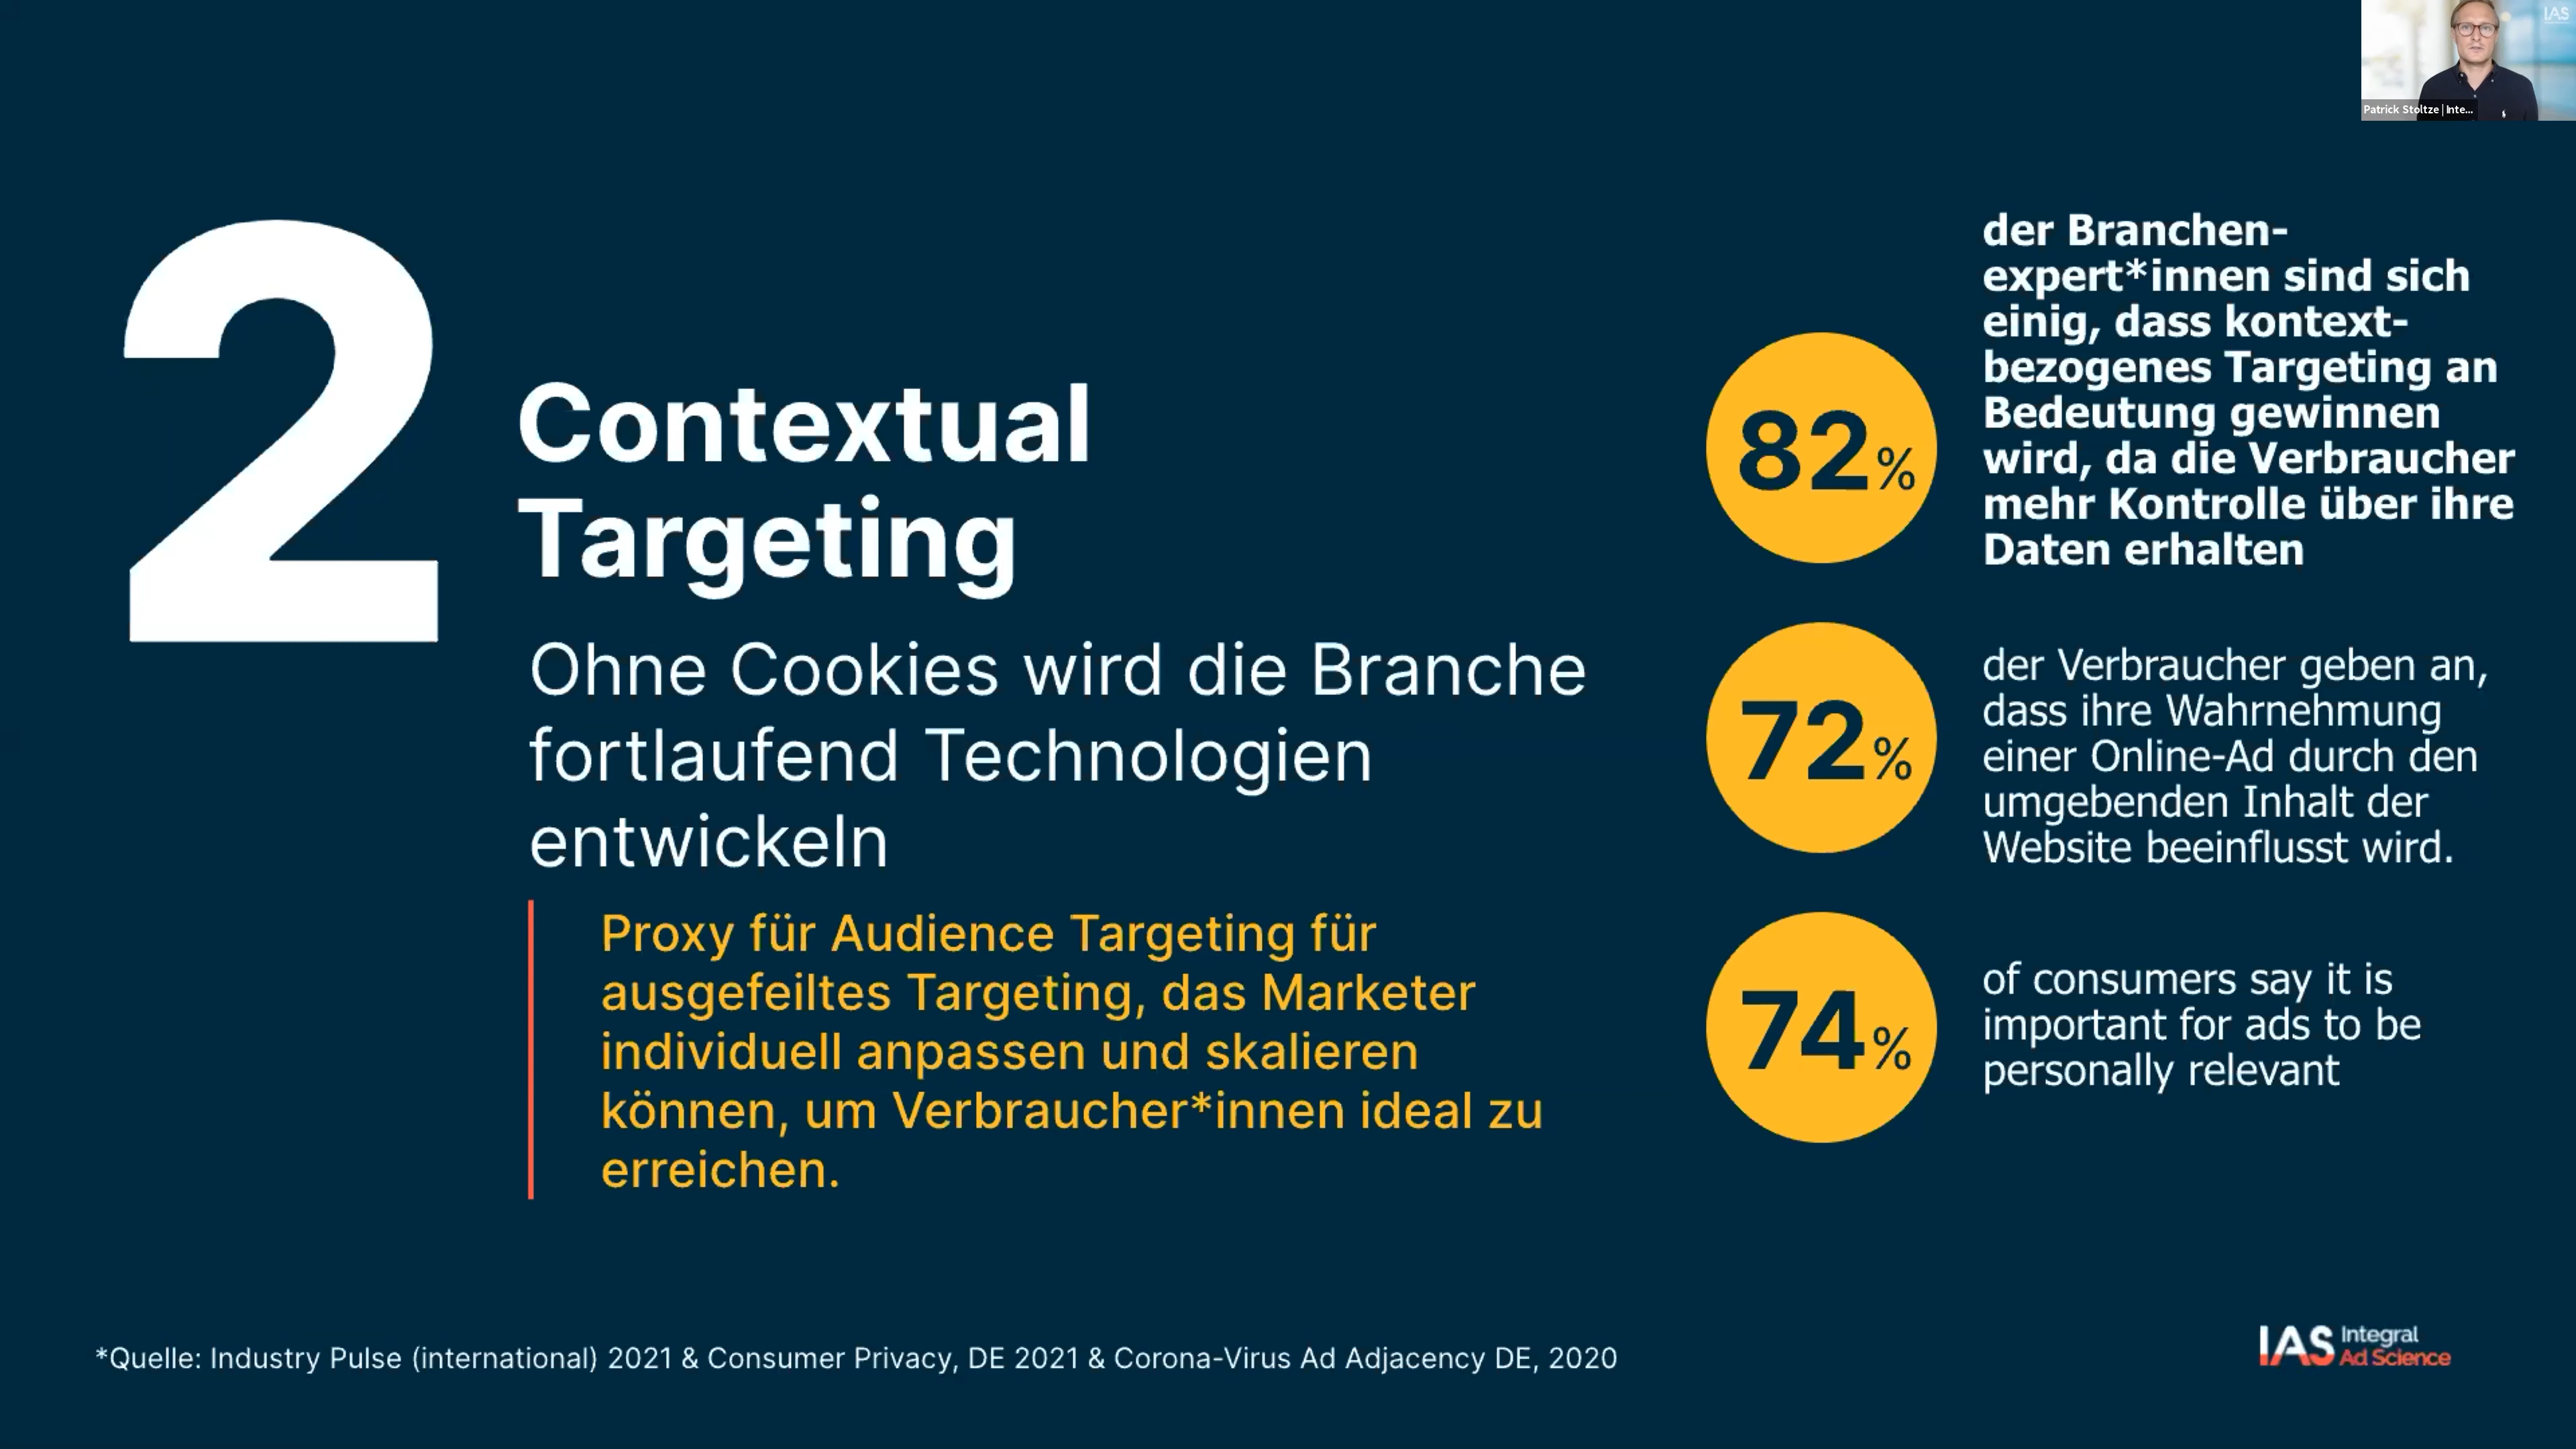 IAS
Patrick Stoltze | Inte...
2
Contextual
Targeting
Ohne Cookies wird die Branche
fortlaufend Technologien
entwickeln
Proxy für Audience Targeting für
ausgefeiltes Targeting, das Marketer
individuell anpassen und skalieren
können, um Verbraucher*innen ideal zu
erreichen.
82%
der Branchen-
expert*innen sind sich
einig, dass kontext-
bezogenes Targeting an
Bedeutung gewinnen
wird, da die Verbraucher
mehr Kontrolle über ihre
Daten erhalten
72%
der Verbraucher geben an,
dass ihre Wahrnehmung
einer Online-Ad durch den
umgebenden Inhalt der
Website beeinflusst wird.
74%
of consumers say it is
important for ads to be
personally relevant
*Quelle: Industry Pulse (international) 2021 & Consumer Privacy, DE 2021 & Corona-Virus Ad Adjacency DE, 2020
IAS Integral
Ad Science